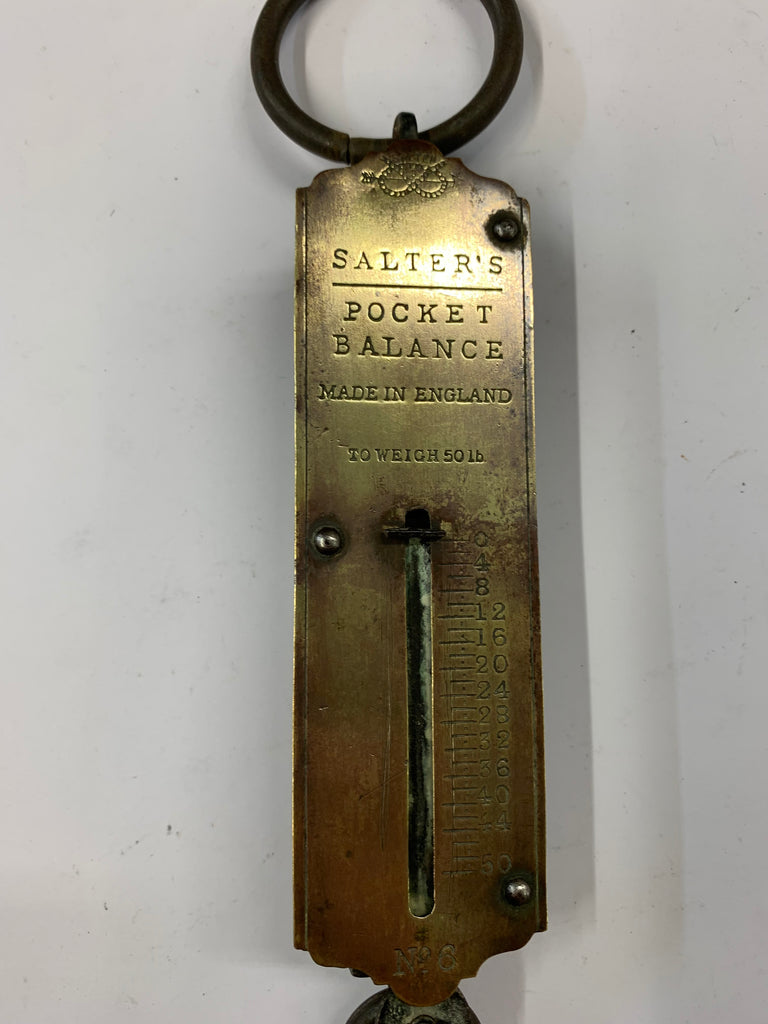 SALTER'S
POCKET
BALANCE
MADE IN ENGLAND
TO WEIGH 50 lb
0
4
8
12
16
20
24
28
32
36
40
44
50
Nº 6